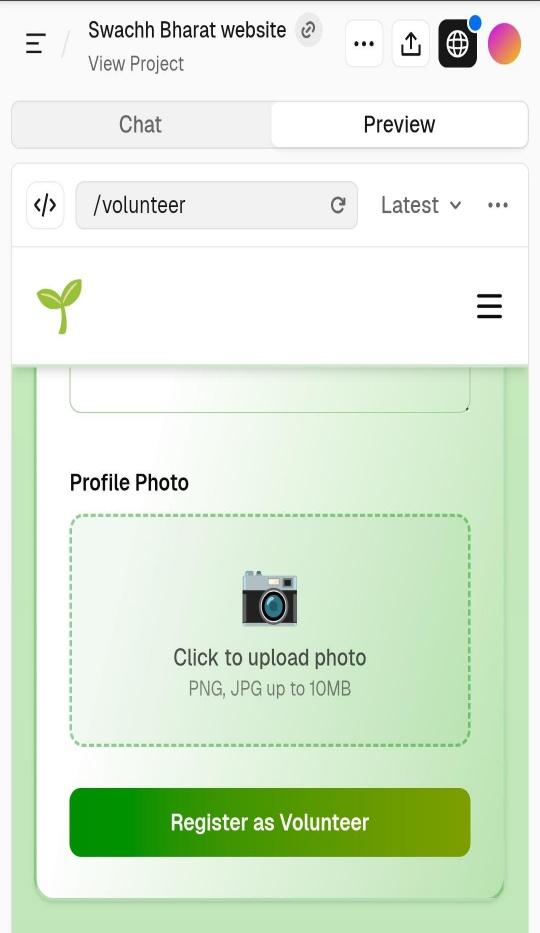 Swachh Bharat website
View Project
Chat
Preview
/volunteer
Latest
Profile Photo
Click to upload photo
PNG, JPG up to 10MB
Register as Volunteer